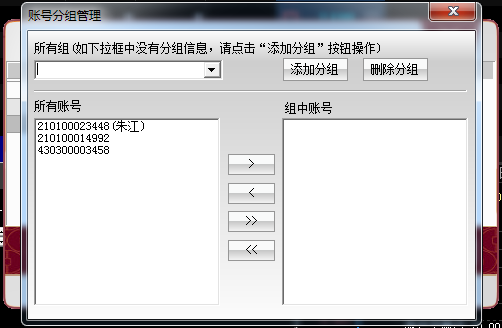 账号分组管理
所有组(如下拉框中没有分组信息，请点击“添加分组”按钮操作)
添加分组 删除分组
所有账号
组中账号
210100023448(朱江)
210100014992
430300003458
>
<
>>
<<